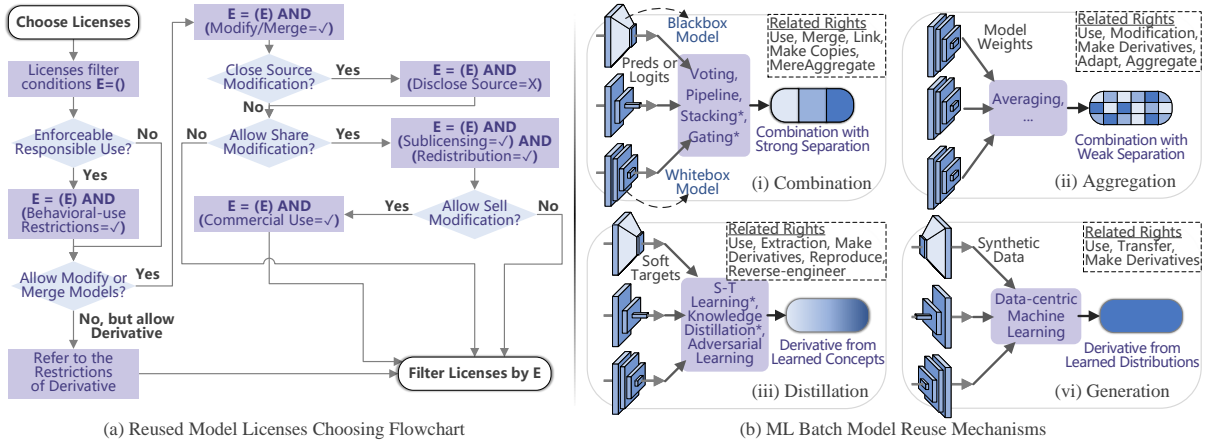 Choose Licenses
Licenses filter
conditions E=()
Enforceable
Responsible Use?
No
Yes
E = (E) AND
(Behavioral-use
Restrictions=✓)
Allow Modify or
Merge Models?
Yes
No, but allow
Derivative
Refer to the
Restrictions
of Derivative
E = (E) AND
(Modify/Merge=✓)
Close Source
Modification?
Yes
E = (E) AND
(Disclose Source=X)
No
No
Allow Share
Modification?
Yes
E = (E) AND
(Sublicensing=✓) AND
(Redistribution=✓)
E = (E) AND
(Commercial Use=✓)
Yes
Allow Sell
Modification?
No
Filter Licenses by E
(a) Reused Model Licenses Choosing Flowchart
Blackbox
Model
Preds or
Logits
Voting,
Pipeline,
Stacking*,
Gating*
Related Rights
Use, Merge, Link,
Make Copies,
MereAggregate
Combination with
Strong Separation
Whitebox
Model
(i) Combination
Model
Weights
Averaging,
...
Related Rights
Use, Modification,
Make Derivatives,
Adapt, Aggregate
Combination with
Weak Separation
(ii) Aggregation
Soft
Targets
Related Rights
Use, Extraction, Make
Derivatives, Reproduce,
Reverse-engineer
S-T
Learning*,
Knowledge
Distillation*,
Adversarial
Learning
Derivative from
Learned Concepts
(iii) Distillation
Synthetic
Data
Related Rights
Use, Transfer,
Make Derivatives
Data-centric
Machine
Learning
Derivative from
Learned Distributions
(vi) Generation
(b) ML Batch Model Reuse Mechanisms